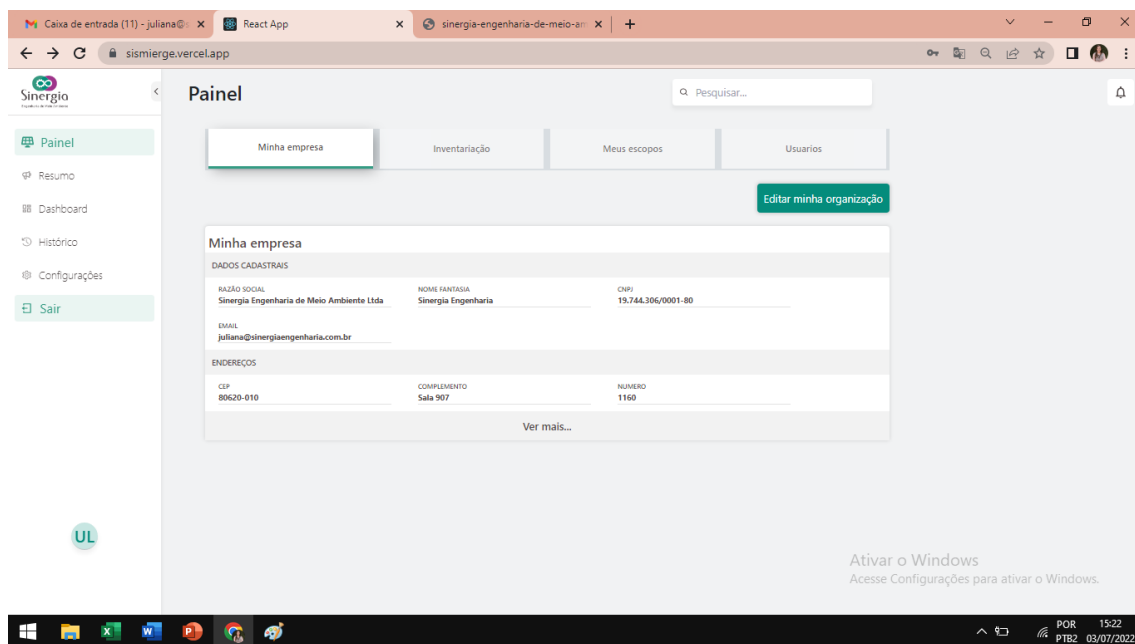 Caixa de entrada (11) - juliana@s
React App
sinergia-engenharia-de-meio-am
sismierge.vercel.app
Sinergia
Painel
Pesquisar...
Painel
Resumo
Dashboard
Histórico
Configurações
Sair
UL
Minha empresa
Inventariação
Meus escopos
Usuarios
Editar minha organização
Minha empresa
DADOS CADASTRAIS
RAZÃO SOCIAL
Sinergia Engenharia de Meio Ambiente Ltda
NOME FANTASIA
Sinergia Engenharia
CNPJ
19.744.306/0001-80
EMAIL
juliana@sinergiaengenharia.com.br
ENDEREÇOS
CEP
80620-010
COMPLEMENTO
Sala 907
NUMERO
1160
Ver mais...
Ativar o Windows
Acesse Configurações para ativar o Windows.
POR
PTB2
15:22
03/07/2022